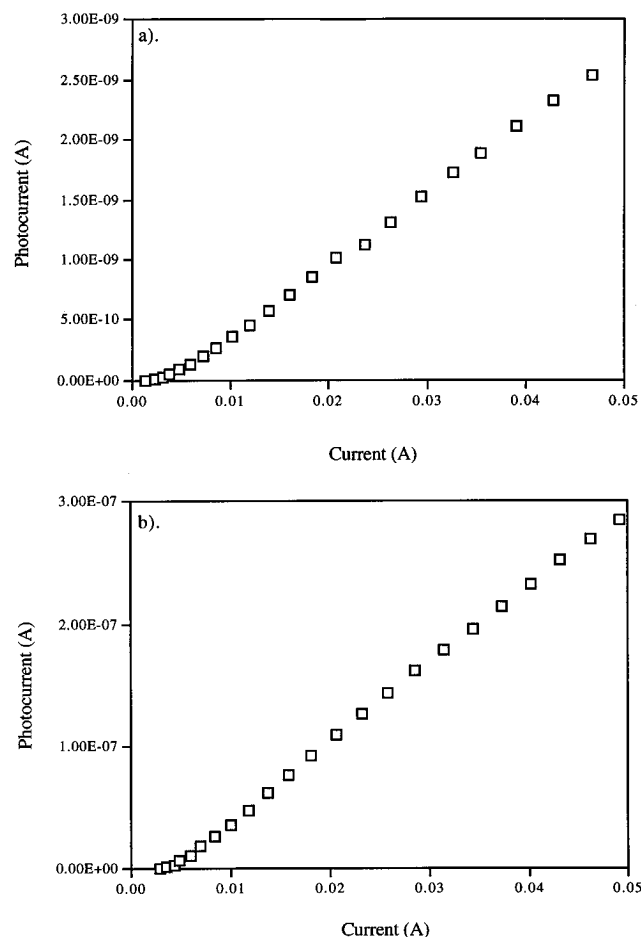 3.00E-09
a).
2.50E-09
2.00E-09
Photocurrent (A)
1.50E-09
1.00E-09
5.00E-10
0.00E+00
0.00 0.01 0.02 0.03 0.04 0.05
Current (A)
3.00E-07
b).
2.00E-07
Photocurrent (A)
1.00E-07
0.00E+00
0.00 0.01 0.02 0.03 0.04 0.05
Current (A)